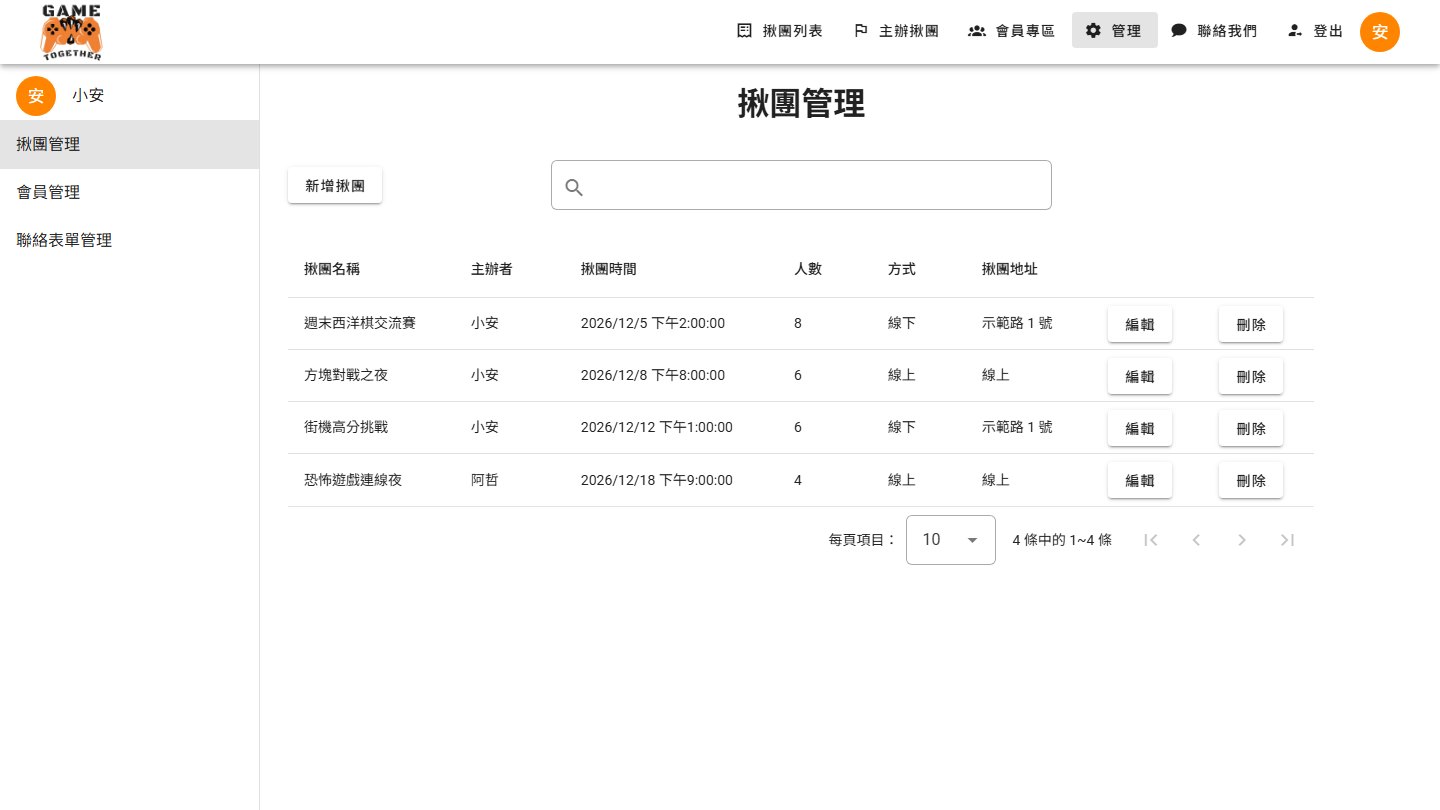 GAME
TOGETHER
揪團列表 主辦揪團 會員專區 管理 聯絡我們 登出 安
安 小安
揪團管理
會員管理
聯絡表單管理
揪團管理
新增揪團
揪團名稱 主辦者 揪團時間 人數 方式 揪團地址
週末西洋棋交流賽 小安 2026/12/5 下午2:00:00 8 線下 示範路 1 號 編輯 刪除
方塊對戰之夜 小安 2026/12/8 下午8:00:00 6 線上 線上 編輯 刪除
街機高分挑戰 小安 2026/12/12 下午1:00:00 6 線下 示範路 1 號 編輯 刪除
恐怖遊戲連線夜 阿哲 2026/12/18 下午9:00:00 4 線上 線上 編輯 刪除
每頁項目： 10 4 條中的 1~4 條